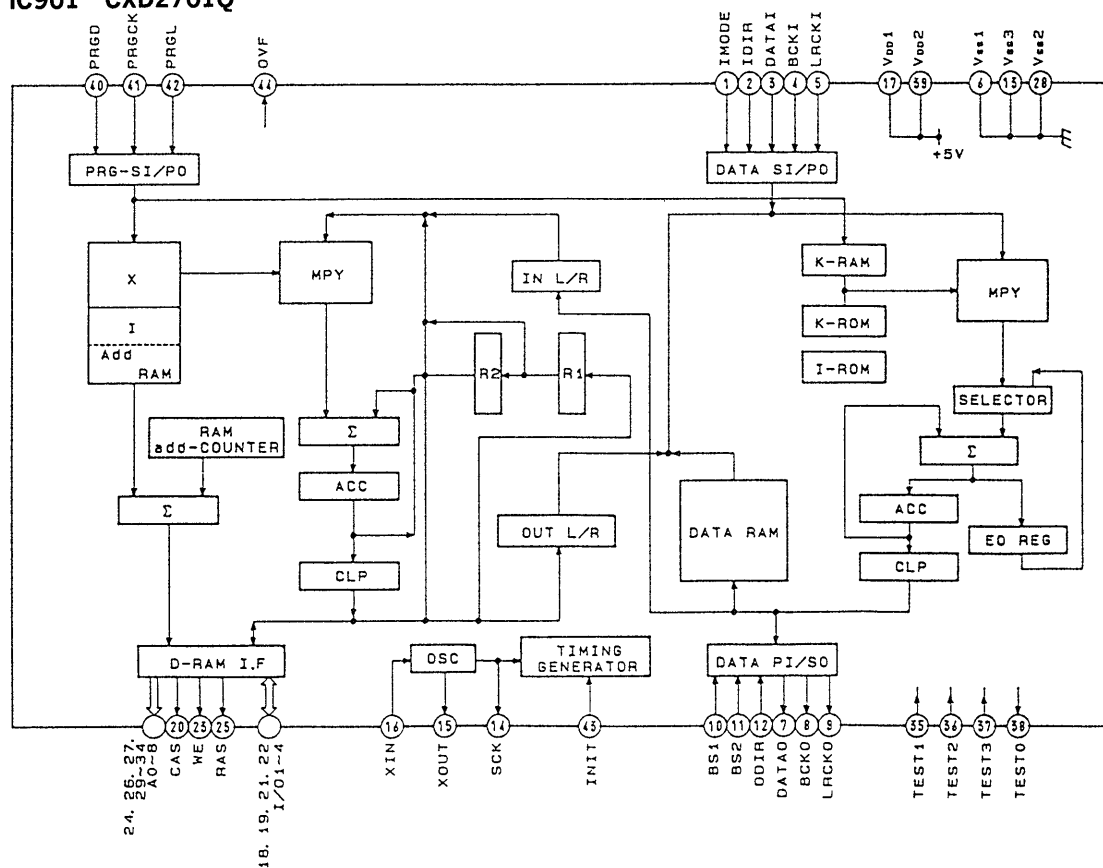 IC901 CXD2701Q
PRGD
PRGCK
PRGL
OVF
IMODE
IDIR
DATAI
BCKI
LRCKI
VDD1
VDD2
Vss1
Vss3
Vss2
40
41
42
44
1
2
3
4
5
17
39
6
13
28
+5V
PRG-SI/PO
DATA SI/PO
X
I
Add
RAM
MPY
IN L/R
K-RAM
MPY
K-ROM
I-ROM
R2
R1
SELECTOR
RAM
add-COUNTER
Σ
Σ
ACC
Σ
ACC
EQ REG
OUT L/R
DATA RAM
CLP
CLP
D-RAM I.F
OSC
TIMING
GENERATOR
DATA PI/SO
20
23
25
16
15
14
43
10
11
12
7
8
9
35
36
37
38
24. 26. 27.
29~34
A0~8
CAS
WE
RAS
18. 19. 21. 22
I/O1~4
XIN
XOUT
SCK
INIT
BS1
BS2
ODIR
DATAO
BCKO
LRCKO
TEST1
TEST2
TEST3
TEST0